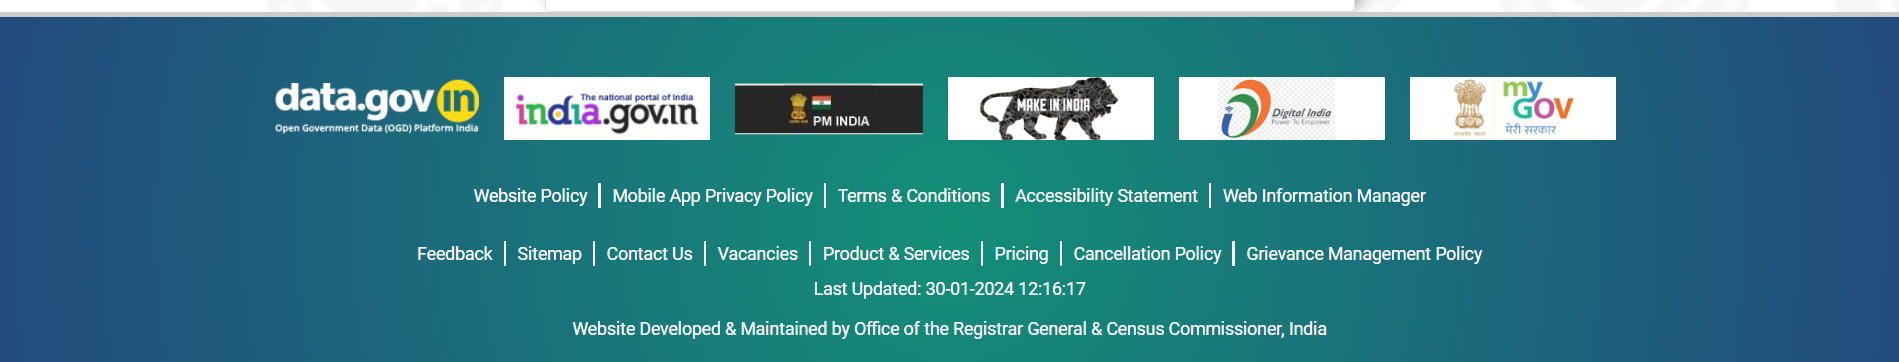 data.gov in
Open Government Data (OGD) Platform India
The national portal of India
india.gov.in
PM INDIA
MAKE IN INDIA
Digital India
Power To Empower
my
GOV
मेरी सरकार
Website Policy | Mobile App Privacy Policy | Terms & Conditions | Accessibility Statement | Web Information Manager
Feedback | Sitemap | Contact Us | Vacancies | Product & Services | Pricing | Cancellation Policy | Grievance Management Policy
Last Updated: 30-01-2024 12:16:17
Website Developed & Maintained by Office of the Registrar General & Census Commissioner, India